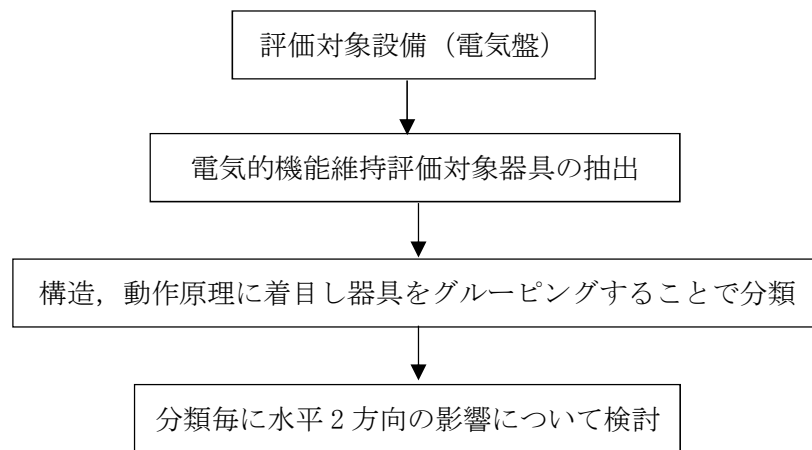 評価対象設備（電気盤）
電気的機能維持評価対象器具の抽出
構造，動作原理に着目し器具をグルーピングすることで分類
分類毎に水平２方向の影響について検討